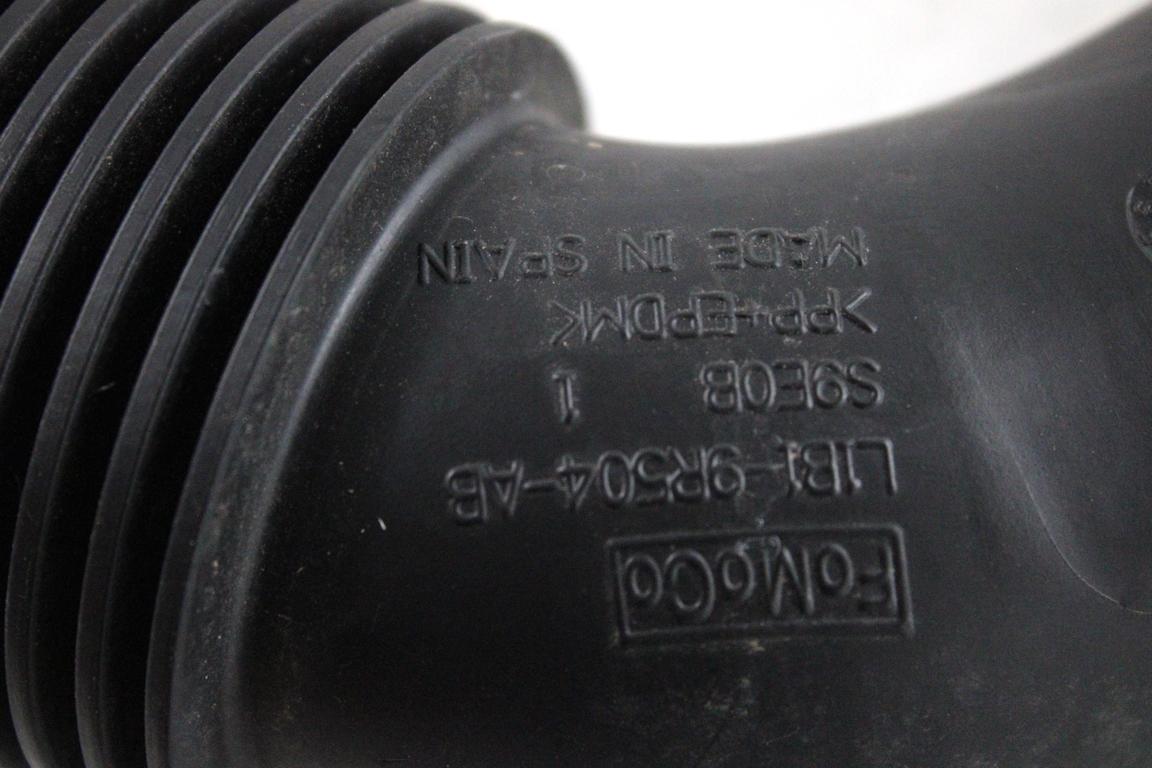 FoMoCo
L1B1-9R504-AB
S9E0B 1
>PP+EPDM<
MADE IN SPAIN